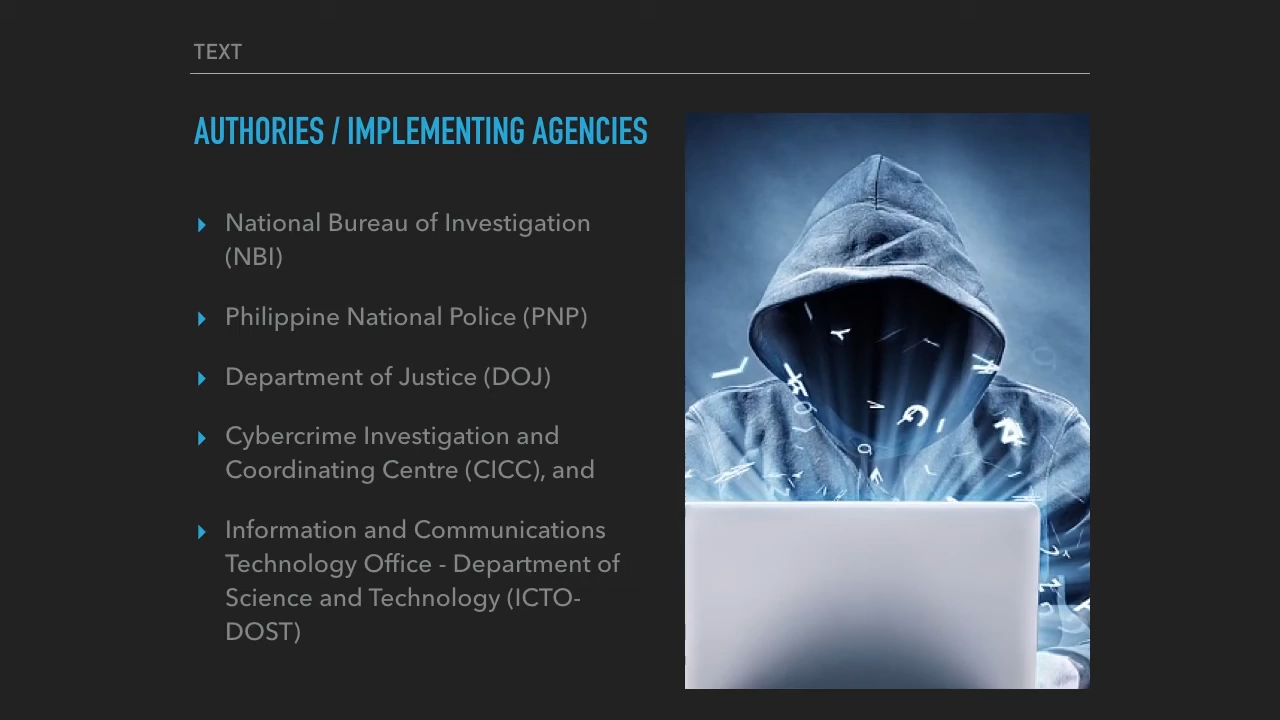 TEXT
AUTHORIES / IMPLEMENTING AGENCIES
National Bureau of Investigation
(NBI)
Philippine National Police (PNP)
Department of Justice (DOJ)
Cybercrime Investigation and
Coordinating Centre (CICC), and
Information and Communications
Technology Office - Department of
Science and Technology (ICTO-
DOST)